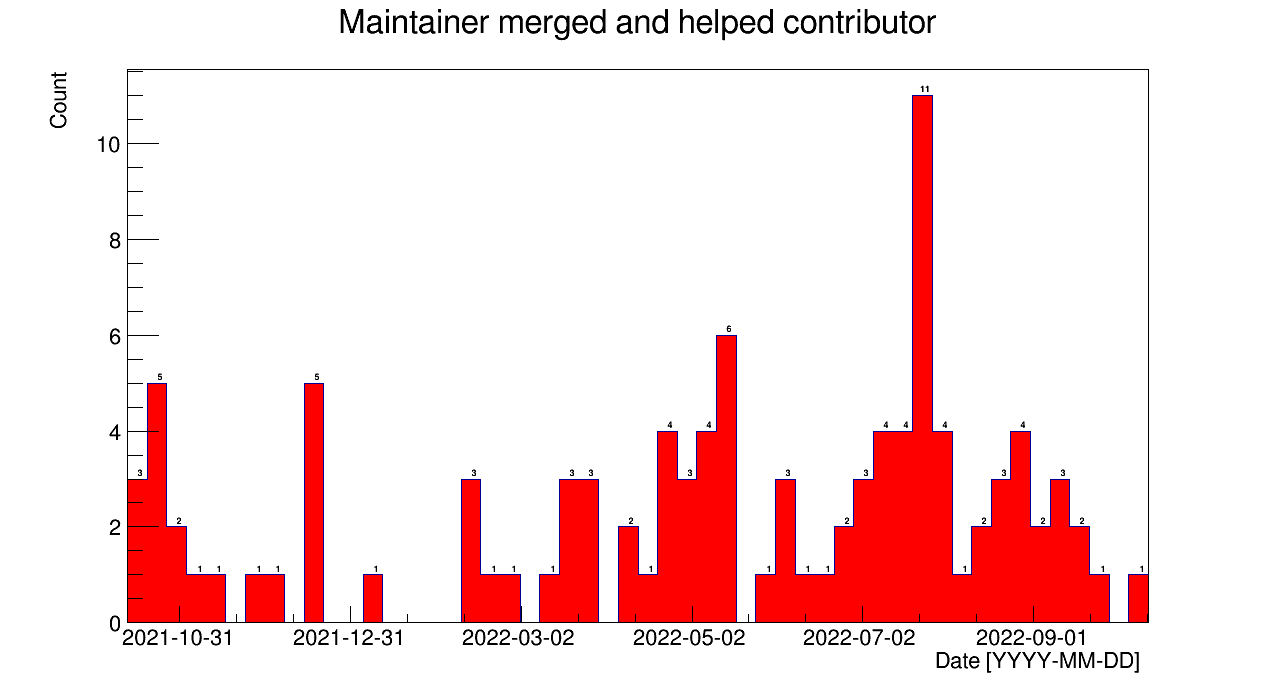 Maintainer merged and helped contributor
Count
10
8
6
4
2
0
3 5 2 1 1 1 1 5 1 3 1 1 1 3 3 2 1 4 3 4 6 1 3 1 1 2 3 4 4 11 4 1 2 3 4 2 3 2 1 1
2021-10-31 2021-12-31 2022-03-02 2022-05-02 2022-07-02 2022-09-01
Date [YYYY-MM-DD]